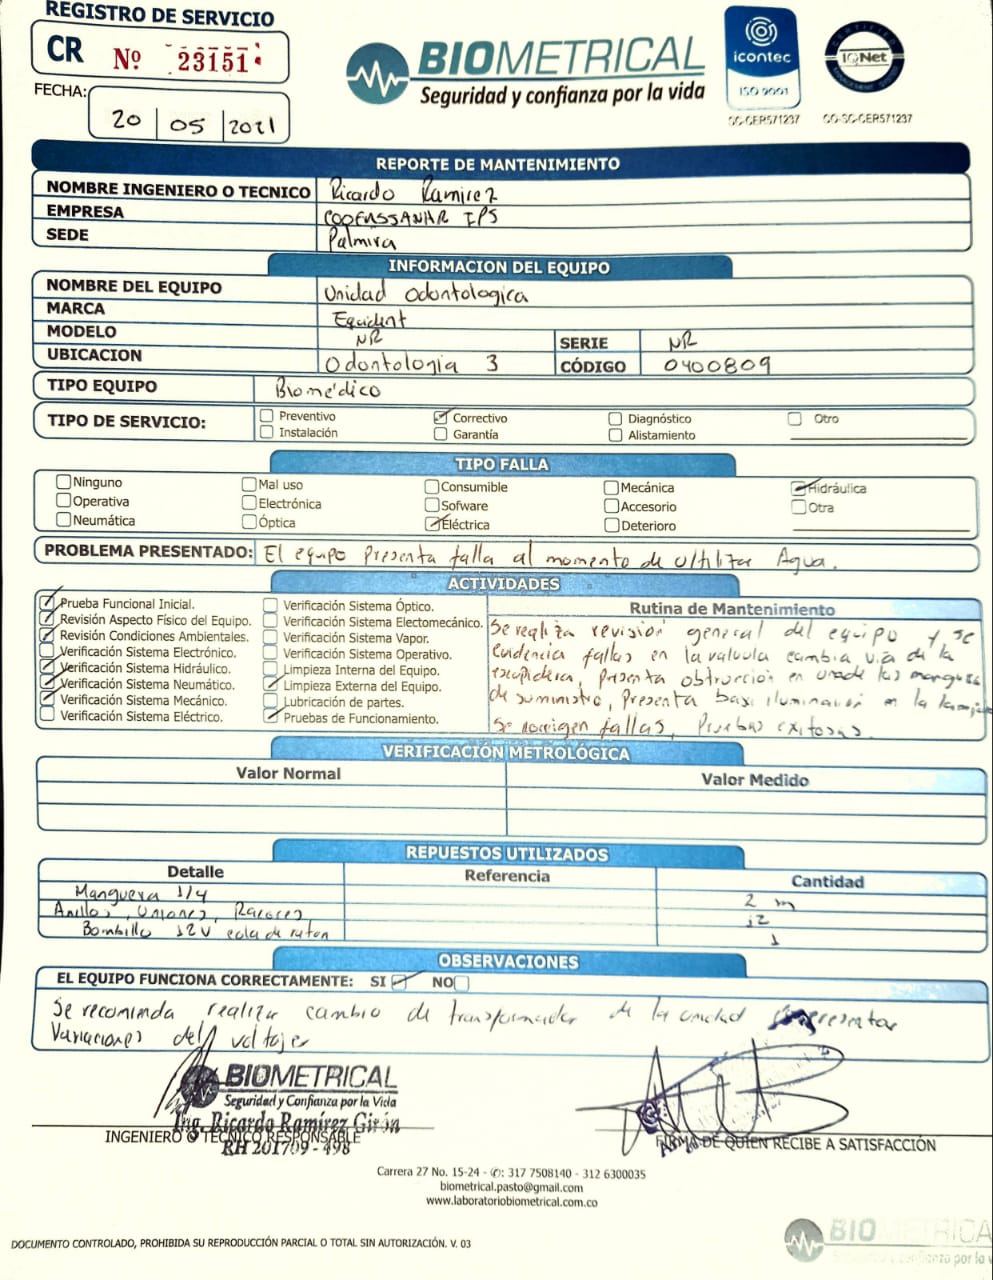 REGISTRO DE SERVICIO
CR Nº 23151
FECHA: 20 | 05 | 2021
BIOMETRICAL
Seguridad y confianza por la vida
icontec
ISO 9001
SC-CER571237
CERTIFIED
IQNet
MANAGEMENT SYSTEM
CO-SC-CER571237
REPORTE DE MANTENIMIENTO
NOMBRE INGENIERO O TECNICO Ricardo Ramirez
EMPRESA COOEMSSANAR IPS
SEDE Palmira
INFORMACION DEL EQUIPO
NOMBRE DEL EQUIPO Unidad Odontologica
MARCA Equident
MODELO NR SERIE NR
UBICACION Odontologia 3 CÓDIGO 0400809
TIPO EQUIPO Biomédico
TIPO DE SERVICIO: Preventivo Correctivo Diagnóstico Otro
Instalación Garantía Alistamiento
TIPO FALLA
Ninguno Mal uso Consumible Mecánica Hidráulica
Operativa Electrónica Sofware Accesorio Otra
Neumática Óptica Eléctrica Deterioro
PROBLEMA PRESENTADO: El equipo presenta falla al momento de ultilizar Agua.
ACTIVIDADES
Prueba Funcional Inicial.
Revisión Aspecto Físico del Equipo.
Revisión Condiciones Ambientales.
Verificación Sistema Electrónico.
Verificación Sistema Hidráulico.
Verificación Sistema Neumático.
Verificación Sistema Mecánico.
Verificación Sistema Eléctrico.
Verificación Sistema Óptico.
Verificación Sistema Electomecánico.
Verificación Sistema Vapor.
Verificación Sistema Operativo.
Limpieza Interna del Equipo.
Limpieza Externa del Equipo.
Lubricación de partes.
Pruebas de Funcionamiento.
Rutina de Mantenimiento
Se realiza revisión general del equipo y se
evidencia fallas en la valvula cambia via de la
escupidera, presenta obstrucción en una de las mangueras
de suministro, presenta baja iluminación en la
Se corrigen fallas, Pruebas exitosas.
VERIFICACIÓN METROLÓGICA
Valor Normal Valor Medido
REPUESTOS UTILIZADOS
Detalle Referencia Cantidad
Manguera 1/4 2 m
Anillos, Uniones, Racores 12
Bombillo 12V cola de raton 1
OBSERVACIONES
EL EQUIPO FUNCIONA CORRECTAMENTE: SI NO
Se recomienda realizar cambio de transformador de la unidad presentar
Variaciones del voltaje
BIOMETRICAL
Seguridad y Confianza por la Vida
Ing. Ricardo Ramírez Girón
RH 201709 - 498
INGENIERO O TECNICO RESPONSABLE
FIRMA DE QUIEN RECIBE A SATISFACCIÓN
Carrera 27 No. 15-24 - ✆: 317 7508140 - 312 6300035
biometrical.pasto@gmail.com
www.laboratoriobiometrical.com.co
DOCUMENTO CONTROLADO, PROHIBIDA SU REPRODUCCIÓN PARCIAL O TOTAL SIN AUTORIZACIÓN. V. 03
BIOMETRICA